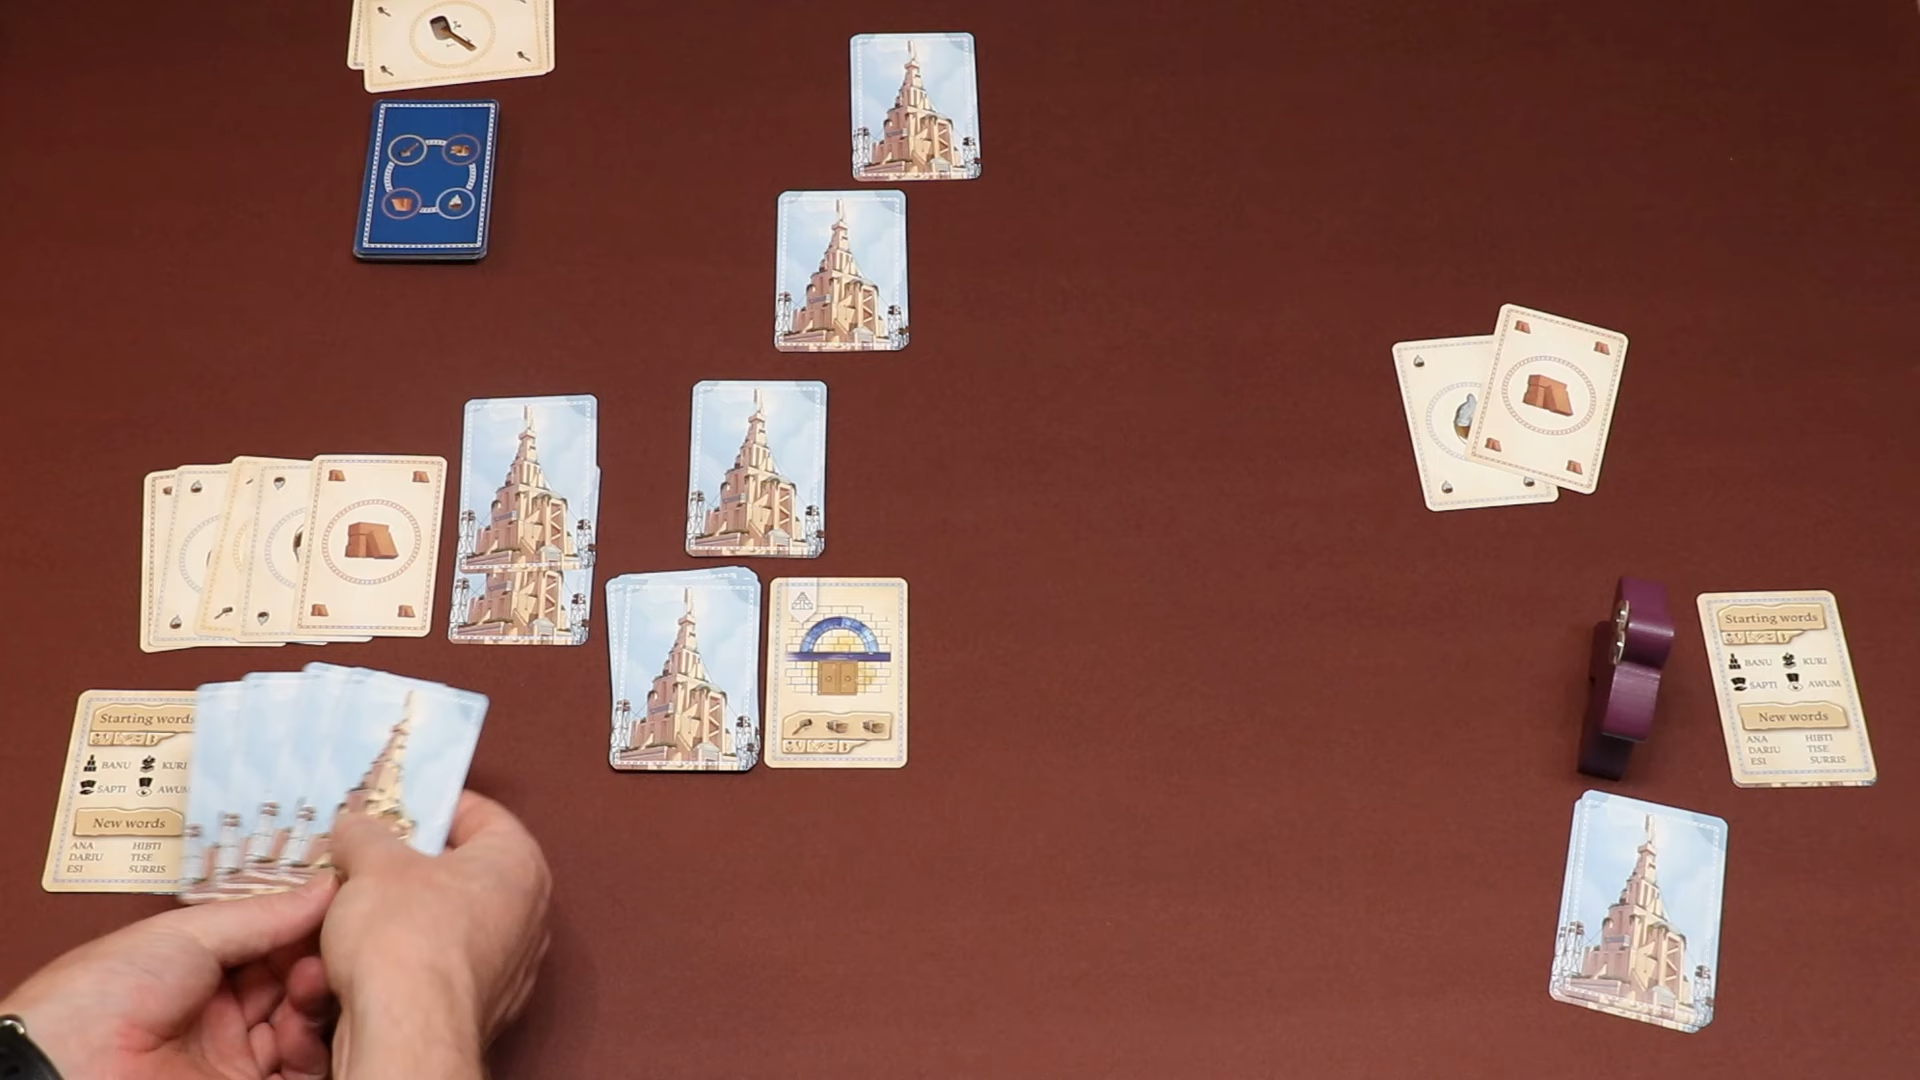 Starting words
BANU KURI
SAPTI AWUM
New words
ANA HIBTI
DARIU TISE
ESI SURRIS
Starting words
BANU KURI
SAPTI AWUM
New words
ANA HIBTI
DARIU TISE
ESI SURRIS